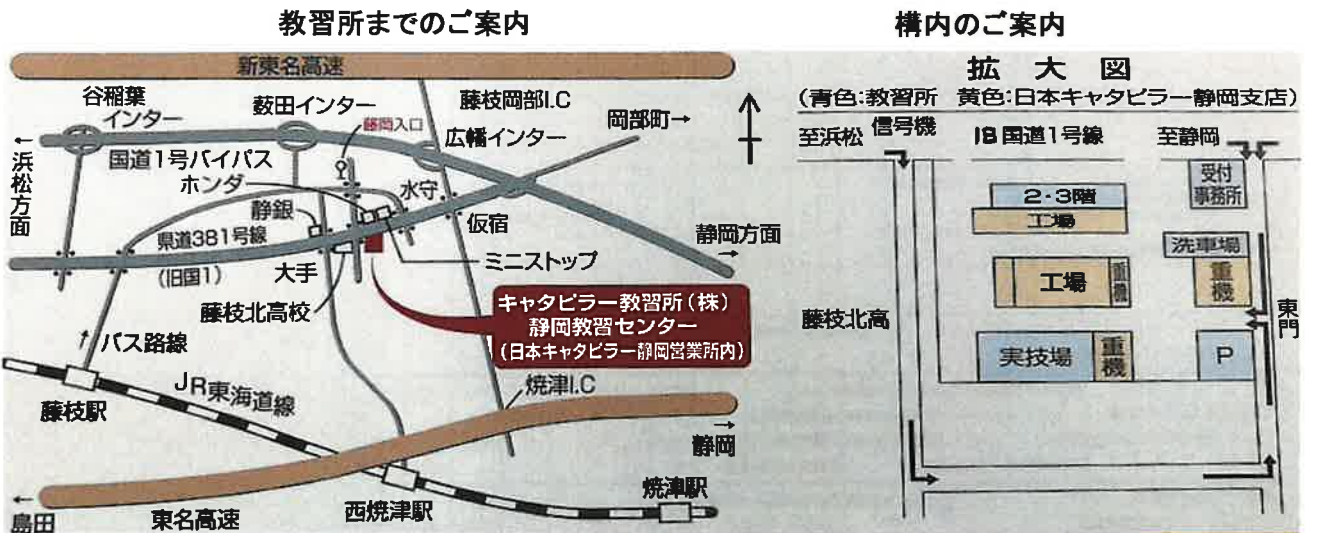 教習所までのご案内
新東名高速
谷稲葉
インター
薮田インター
藤岡入口
藤枝岡部I.C
広幡インター
岡部町→
←
浜松方面
国道1号バイパス
ホンダ
水守
静銀
仮宿
県道381号線
(旧国1)
大手
ミニストップ
静岡方面
→
藤枝北高校
キャタピラー教習所(株)
静岡教習センター
(日本キャタピラー静岡営業所内)
バス路線
JR東海道線
藤枝駅
焼津I.C
→
静岡
←
島田
東名高速
西焼津駅
焼津駅
構内のご案内
拡大図
(青色:教習所 黄色:日本キャタピラー静岡支店)
至浜松
信号機
旧国道1号線
至静岡
受付
事務所
2・3階
工場
洗車場
工場
重機
重機
藤枝北高
東門
実技場
重機
P